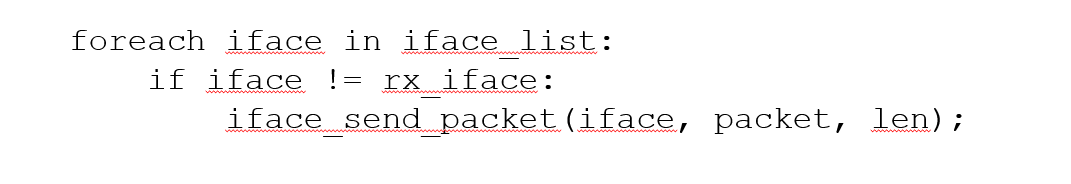 foreach iface in iface_list:
if iface != rx_iface:
iface_send_packet(iface, packet, len);